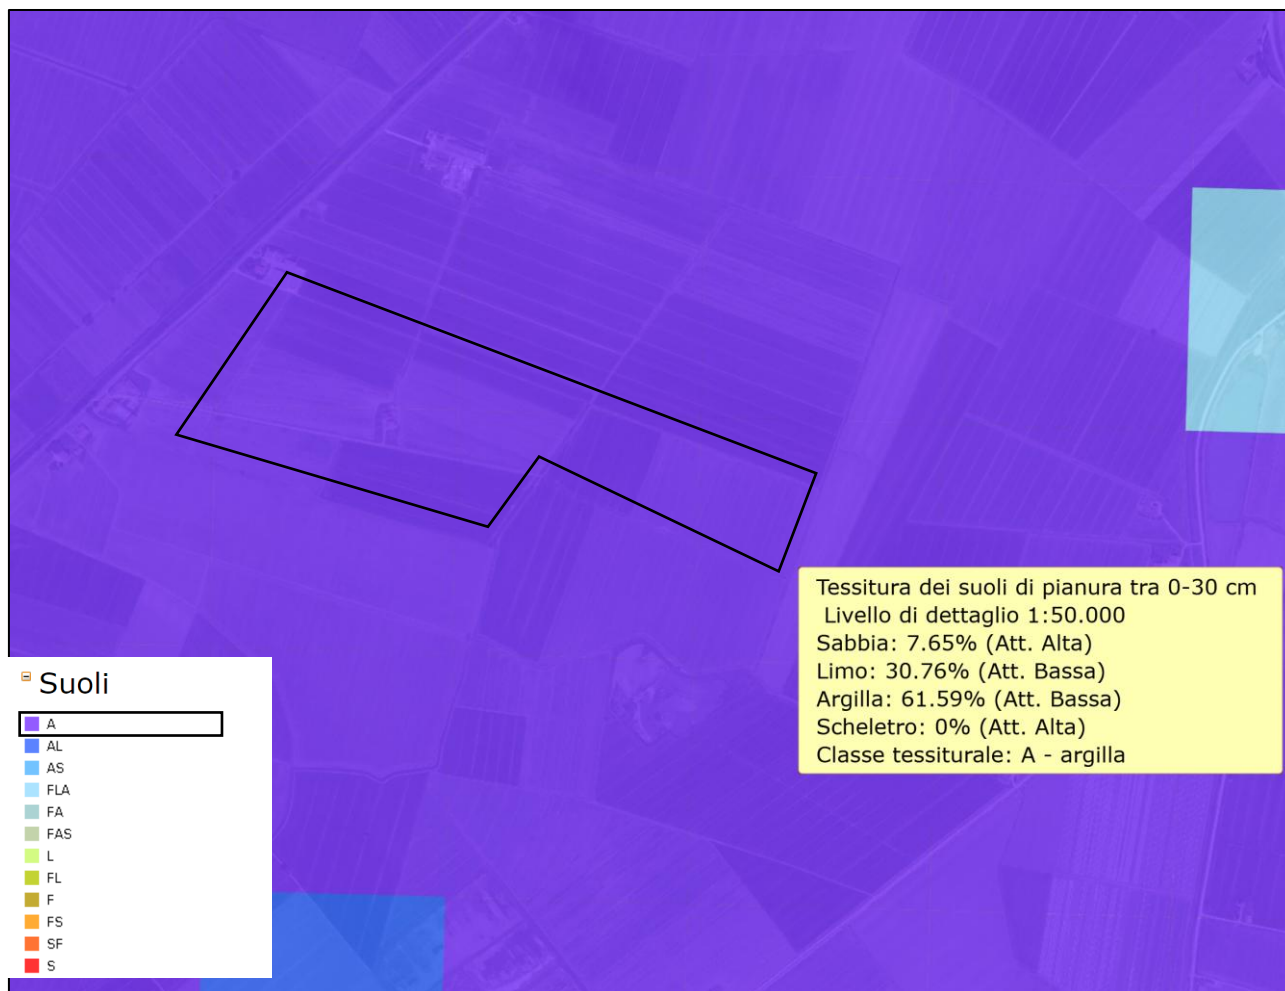 Tessitura dei suoli di pianura tra 0-30 cm
Livello di dettaglio 1:50.000
Sabbia: 7.65% (Att. Alta)
Limo: 30.76% (Att. Bassa)
Argilla: 61.59% (Att. Bassa)
Scheletro: 0% (Att. Alta)
Classe tessiturale: A - argilla
Suoli
A
AL
AS
FLA
FA
FAS
L
FL
F
FS
SF
S